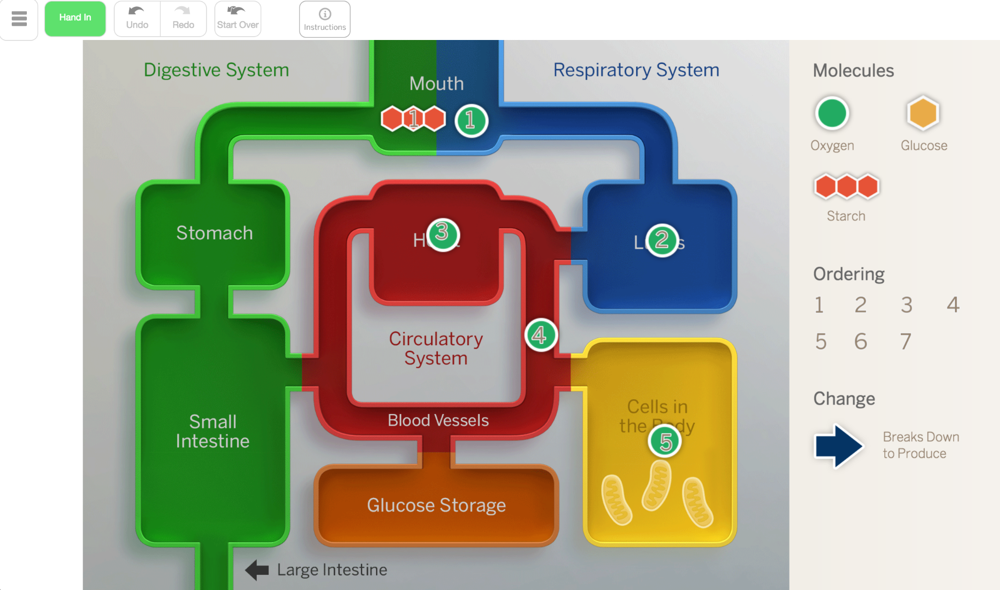 Hand In
Undo
Redo
Start Over
Instructions
Digestive System
Respiratory System
Mouth
1
1
Stomach
3
2
Circulatory
System
4
Small
Intestine
Blood Vessels
Cells in
the Body
5
Glucose Storage
Large Intestine
Molecules
Oxygen
Glucose
Starch
Ordering
1 2 3 4
5 6 7
Change
Breaks Down
to Produce